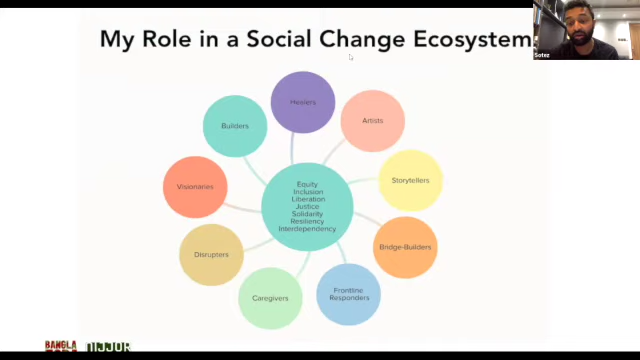 My Role in a Social Change Ecosystem
Sotez
Healers
Artists
Builders
Storytellers
Visionaries
Equity
Inclusion
Liberation
Justice
Solidarity
Resiliency
Interdependency
Bridge-Builders
Disrupters
Frontline
Responders
Caregivers
BANGLA
NIJJOR